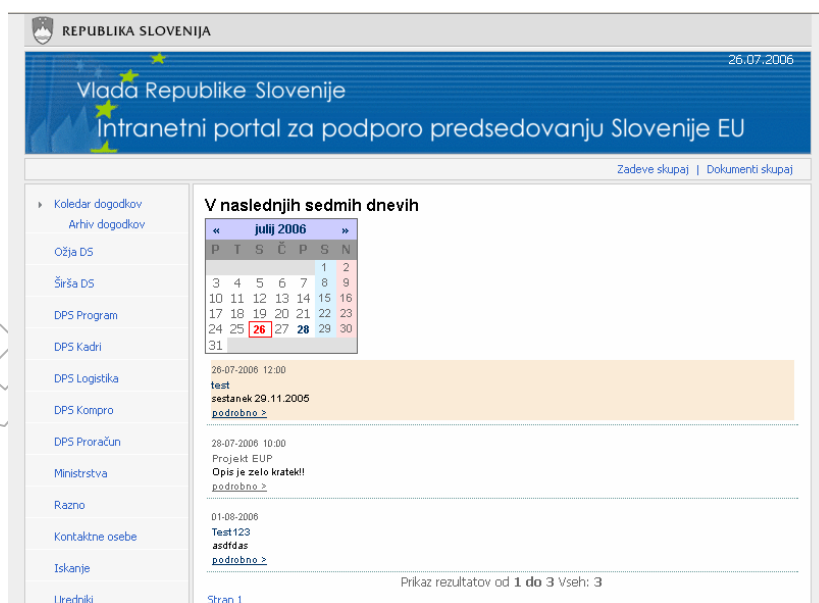 REPUBLIKA SLOVENIJA
26.07.2006
Vlada Republike Slovenije
Intranetni portal za podporo predsedovanju Slovenije EU
Zadeve skupaj | Dokumenti skupaj
Koledar dogodkov
Arhiv dogodkov
Ožja DS
Širša DS
DPS Program
DPS Kadri
DPS Logistika
DPS Kompro
DPS Proračun
Ministrstva
Razno
Kontaktne osebe
Iskanje
Uredniki
V naslednjih sedmih dnevih
« julij 2006 »
P T S Č P S N
1 2
3 4 5 6 7 8 9
10 11 12 13 14 15 16
17 18 19 20 21 22 23
24 25 26 27 28 29 30
31
26-07-2006 12:00
test
sestanek 29.11.2005
podrobno >
28-07-2006 10:00
Projekt EUP
Opis je zelo kratek!!
podrobno >
01-08-2006
Test123
asdfdas
podrobno >
Prikaz rezultatov od 1 do 3 Vseh: 3
Stran 1